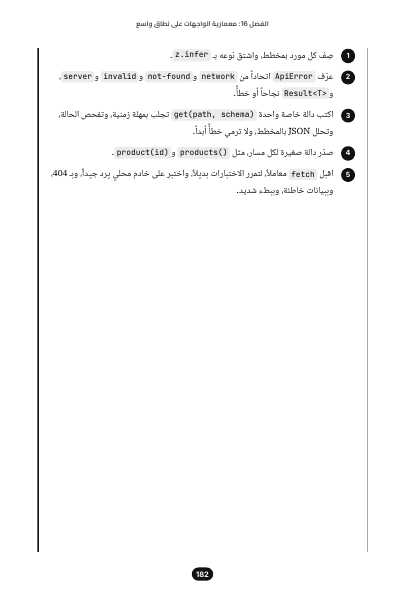 الفصل 16: معمارية الواجهات على نطاق واسع
1 صِف كل مورد بمخطط، واشتق نوعه بـ z.infer.
2 عرّف ApiError اتحاداً من network و not-found و invalid و server،
و Result<T> نجاحاً أو خطأً.
3 اكتب دالة خاصة واحدة get(path, schema) تجلب بمهلة زمنية، وتفحص الحالة،
وتحلل JSON بالمخطط، ولا ترمي خطأً أبداً.
4 صدّر دالة صغيرة لكل مسار، مثل products() و product(id).
5 اقبل fetch معاملاً، لتمرر الاختبارات بديلاً، واختبر على خادم محلي يرد جيداً، وبـ 404،
وببيانات خاطئة، وببطء شديد.
182